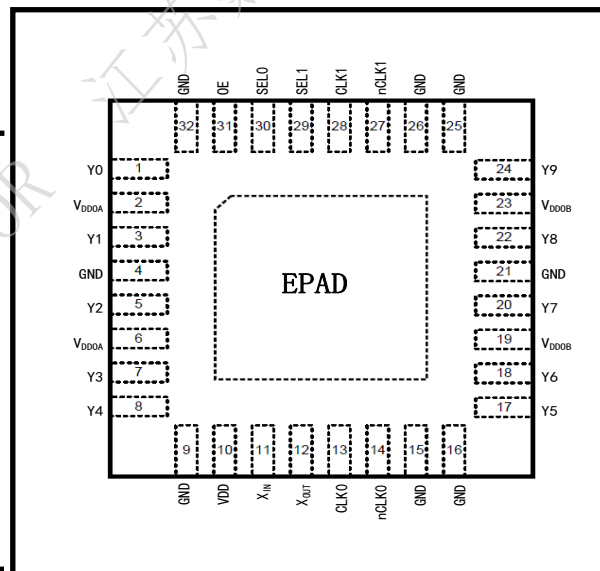 江苏
OR
GND OE SEL0 SEL1 CLK1 nCLK1 GND GND
32 31 30 29 28 27 26 25
Y0 1 24 Y9
VDDOA 2 23 VDDOB
Y1 3 22 Y8
GND 4 21 GND
EPAD
Y2 5 20 Y7
VDDOA 6 19 VDDOB
Y3 7 18 Y6
Y4 8 17 Y5
9 10 11 12 13 14 15 16
GND VDD XIN XOUT CLK0 nCLK0 GND GND